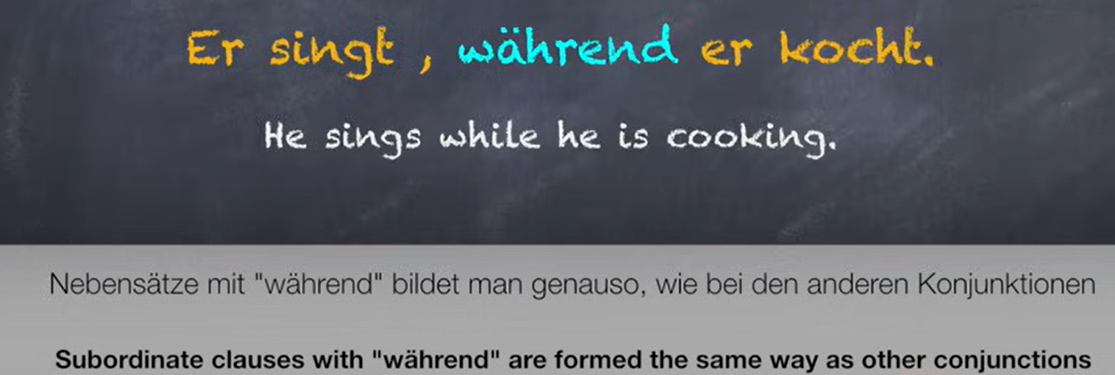 Er singt , während er kocht.
He sings while he is cooking.
Nebensätze mit "während" bildet man genauso, wie bei den anderen Konjunktionen
Subordinate clauses with "während" are formed the same way as other conjunctions